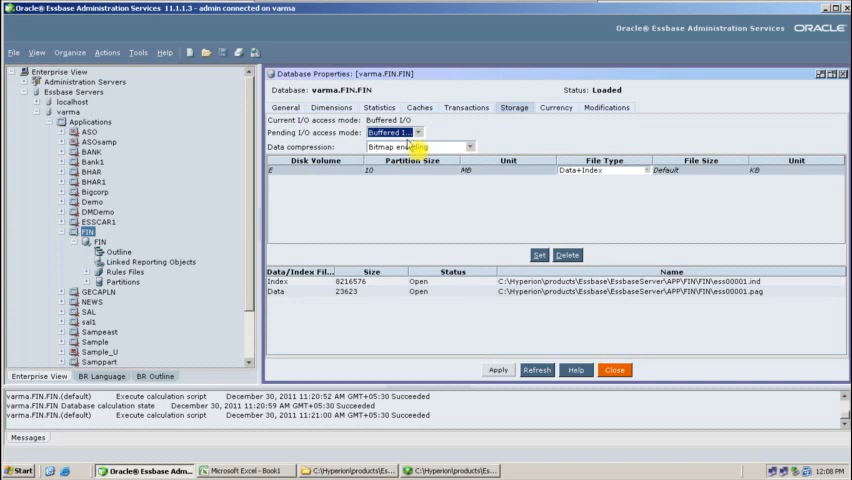 Oracle® Essbase Administration Services 11.1.1.3 - admin connected on varma
Oracle® Essbase Administration Services ORACLE
File View Organize Actions Tools Help
Enterprise View
Administration Servers
Essbase Servers
localhost
varma
Applications
ASO
ASOsamp
BANK
Bank1
BHAR
BHAR1
Bigcorp
Demo
DMDemo
ESSCAR1
FIN
FIN
Outline
Linked Reporting Objects
Rules Files
Partitions
GECAPLN
NEWS
SAL
sal1
Sampeast
Sample
Sample_U
Samppart
Enterprise View BR Language BR Outline
Database Properties: [varma.FIN.FIN]
Database: varma.FIN.FIN Status: Loaded
General Dimensions Statistics Caches Transactions Storage Currency Modifications
Current I/O access mode: Buffered I/O
Pending I/O access mode: Buffered I...
Data compression: Bitmap encoding
Disk Volume Partition Size Unit File Type File Size Unit
E 10 MB Data+Index Default KB
Set Delete
Data/Index Fil... Size Status Name
Index 8216576 Open C:\Hyperion\products\Essbase\EssbaseServer\APP\FIN\FIN\ess00001.ind
Data 23623 Open C:\Hyperion\products\Essbase\EssbaseServer\APP\FIN\FIN\ess00001.pag
Apply Refresh Help Close
varma.FIN.FIN.(default) Execute calculation script December 30, 2011 11:20:52 AM GMT+05:30 Succeeded
varma.FIN.FIN Database calculation state December 30, 2011 11:20:59 AM GMT+05:30 Succeeded
varma.FIN.FIN.(default) Execute calculation script December 30, 2011 11:21:00 AM GMT+05:30 Succeeded
Messages
Start Oracle® Essbase Adm... Microsoft Excel - Book1 C:\Hyperion\products\Es... C:\Hyperion\products\Es... 12:08 PM